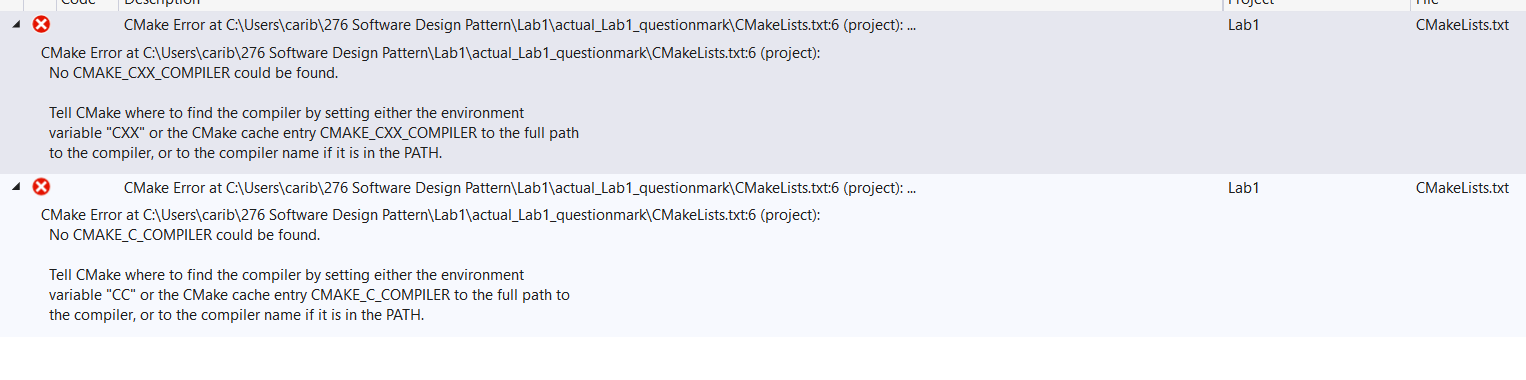 Code Description Project File
CMake Error at C:\Users\carib\276 Software Design Pattern\Lab1\actual_Lab1_questionmark\CMakeLists.txt:6 (project): ... Lab1 CMakeLists.txt
CMake Error at C:\Users\carib\276 Software Design Pattern\Lab1\actual_Lab1_questionmark\CMakeLists.txt:6 (project):
No CMAKE_CXX_COMPILER could be found.
Tell CMake where to find the compiler by setting either the environment
variable "CXX" or the CMake cache entry CMAKE_CXX_COMPILER to the full path
to the compiler, or to the compiler name if it is in the PATH.
CMake Error at C:\Users\carib\276 Software Design Pattern\Lab1\actual_Lab1_questionmark\CMakeLists.txt:6 (project): ... Lab1 CMakeLists.txt
CMake Error at C:\Users\carib\276 Software Design Pattern\Lab1\actual_Lab1_questionmark\CMakeLists.txt:6 (project):
No CMAKE_C_COMPILER could be found.
Tell CMake where to find the compiler by setting either the environment
variable "CC" or the CMake cache entry CMAKE_C_COMPILER to the full path to
the compiler, or to the compiler name if it is in the PATH.